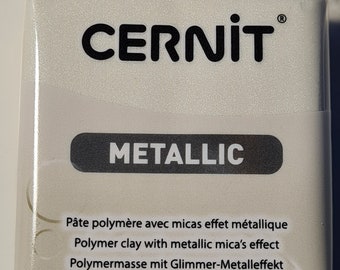 CERNiT®
METALLIC
Pâte polymère avec micas effet métallique
Polymer clay with metallic mica's effect
Polymermasse mit Glimmer-Metalleffekt